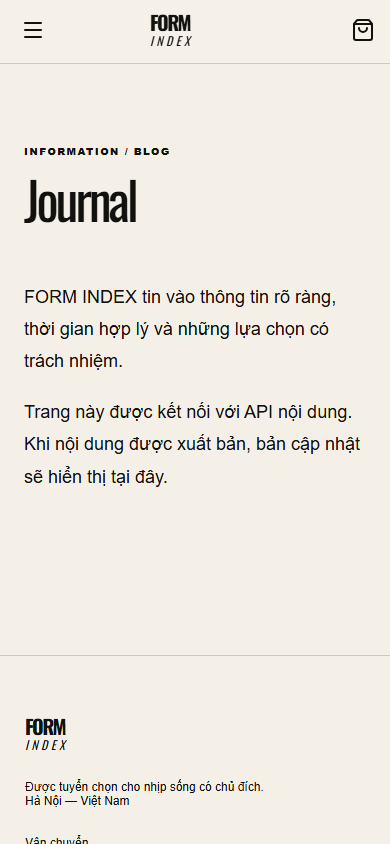 FORM
INDEX
INFORMATION / BLOG
Journal
FORM INDEX tin vào thông tin rõ ràng,
thời gian hợp lý và những lựa chọn có
trách nhiệm.
Trang này được kết nối với API nội dung.
Khi nội dung được xuất bản, bản cập nhật
sẽ hiển thị tại đây.
FORM
INDEX
Được tuyển chọn cho nhịp sống có chủ đích.
Hà Nội — Việt Nam
Vận chuyển